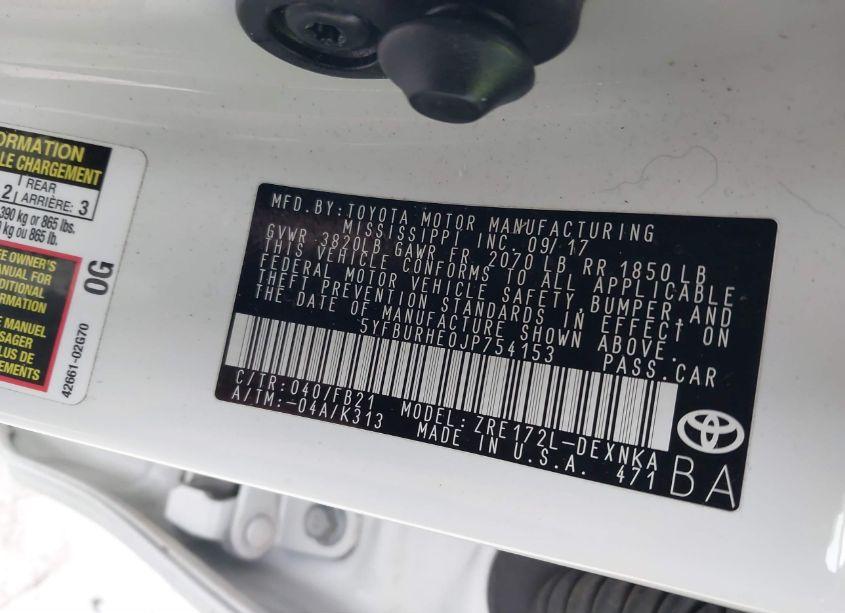 ORMATION
LE CHARGEMENT
2 REAR ARRIÈRE: 3
390 kg or 865 lbs.
kg ou 865 lb.
OWNER'S
MANUAL FOR
DITIONAL
FORMATION
E MANUEL
SAGER
PLUS DE
EMENTS
0G
42661-02G70
MFD. BY: TOYOTA MOTOR MANUFACTURING
MISSISSIPPI INC. 09/17
GVWR 3820LB GAWR FR 2070 LB RR 1850 LB
THIS VEHICLE CONFORMS TO ALL APPLICABLE
FEDERAL MOTOR VEHICLE SAFETY, BUMPER, AND
THEFT PREVENTION STANDARDS IN EFFECT ON
THE DATE OF MANUFACTURE SHOWN ABOVE.
5YFBURHE0JP754153 PASS.CAR
C/TR: 040/FB21 MODEL: ZRE172L-DEXNKA
A/TM: -04A/K313 MADE IN U.S.A. 471
BA